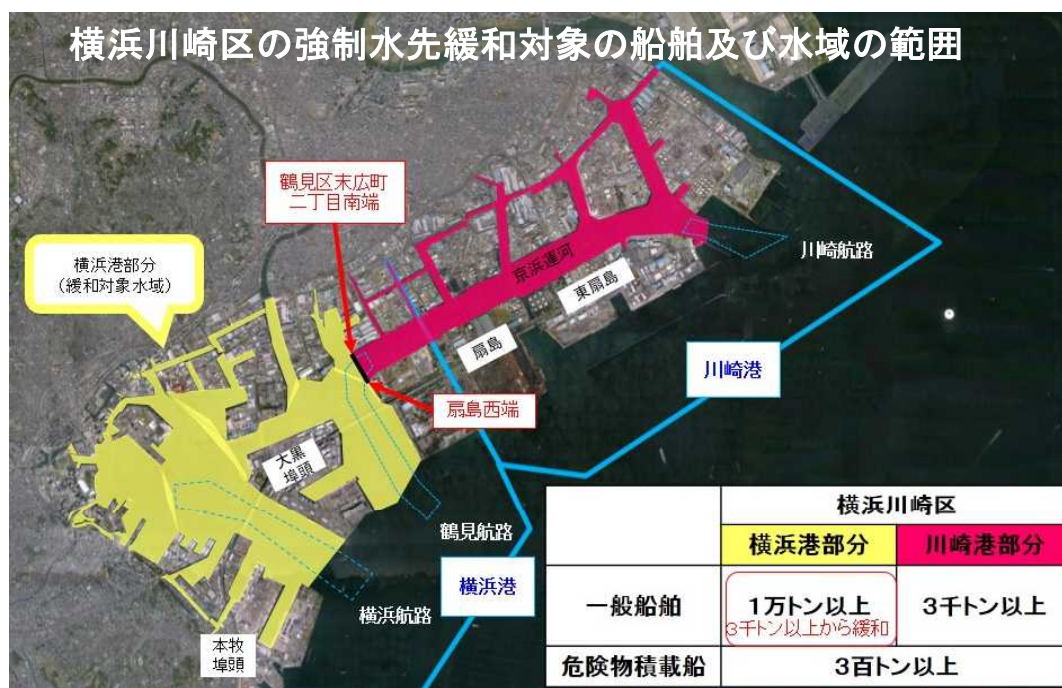 横浜川崎区の強制水先緩和対象の船舶及び水域の範囲
鶴見区末広町
二丁目南端
横浜港部分
（緩和対象水域）
川崎航路
京浜運河
東扇島
扇島
川崎港
扇島西端
大黒
埠頭
鶴見航路
横浜港
横浜航路
本牧
埠頭
横浜川崎区
横浜港部分 川崎港部分
一般船舶 1万トン以上 3千トン以上
3千トン以上から緩和
危険物積載船 3百トン以上